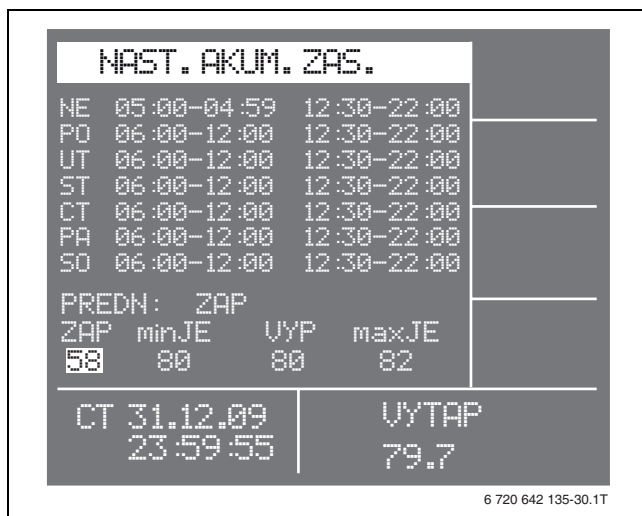 NAST. AKUM. ZAS.
NE 05:00-04:59 12:30-22:00
PO 06:00-12:00 12:30-22:00
UT 06:00-12:00 12:30-22:00
ST 06:00-12:00 12:30-22:00
CT 06:00-12:00 12:30-22:00
PA 06:00-12:00 12:30-22:00
SO 06:00-12:00 12:30-22:00
PREDN: ZAP
ZAP minJE VYP maxJE
58 80 80 82
CT 31.12.09 VYTAP
23:59:55 79.7
6 720 642 135-30.1T